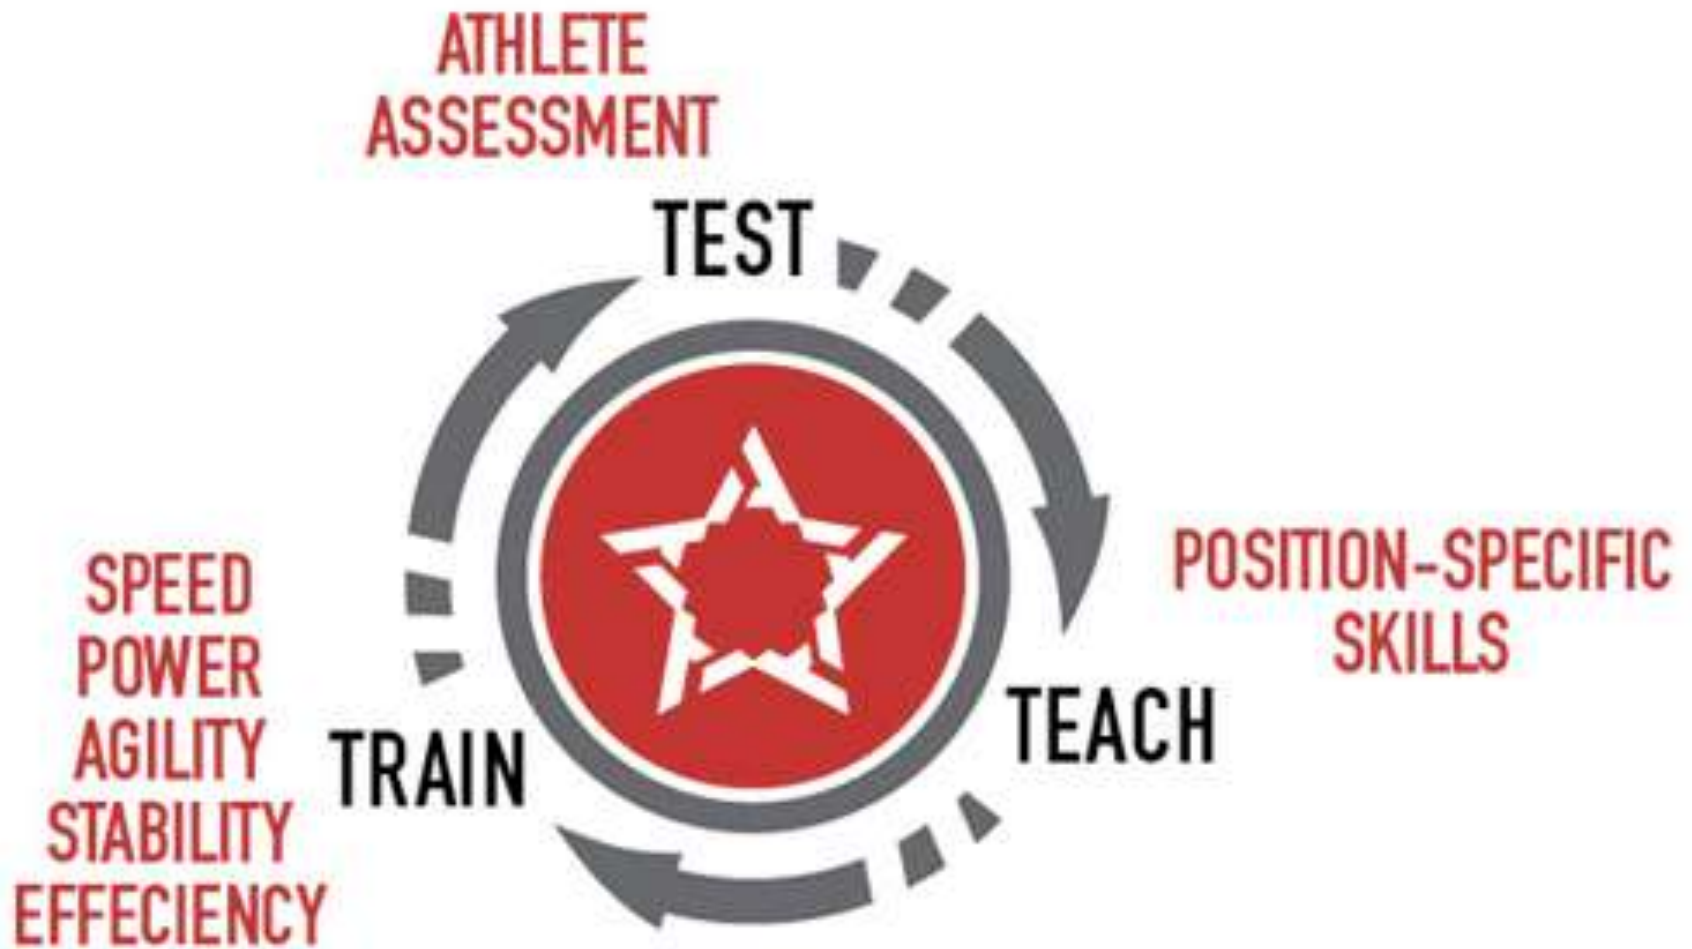 ATHLETE
ASSESSMENT
TEST
POSITION-SPECIFIC
SKILLS
TEACH
TRAIN
SPEED
POWER
AGILITY
STABILITY
EFFECIENCY